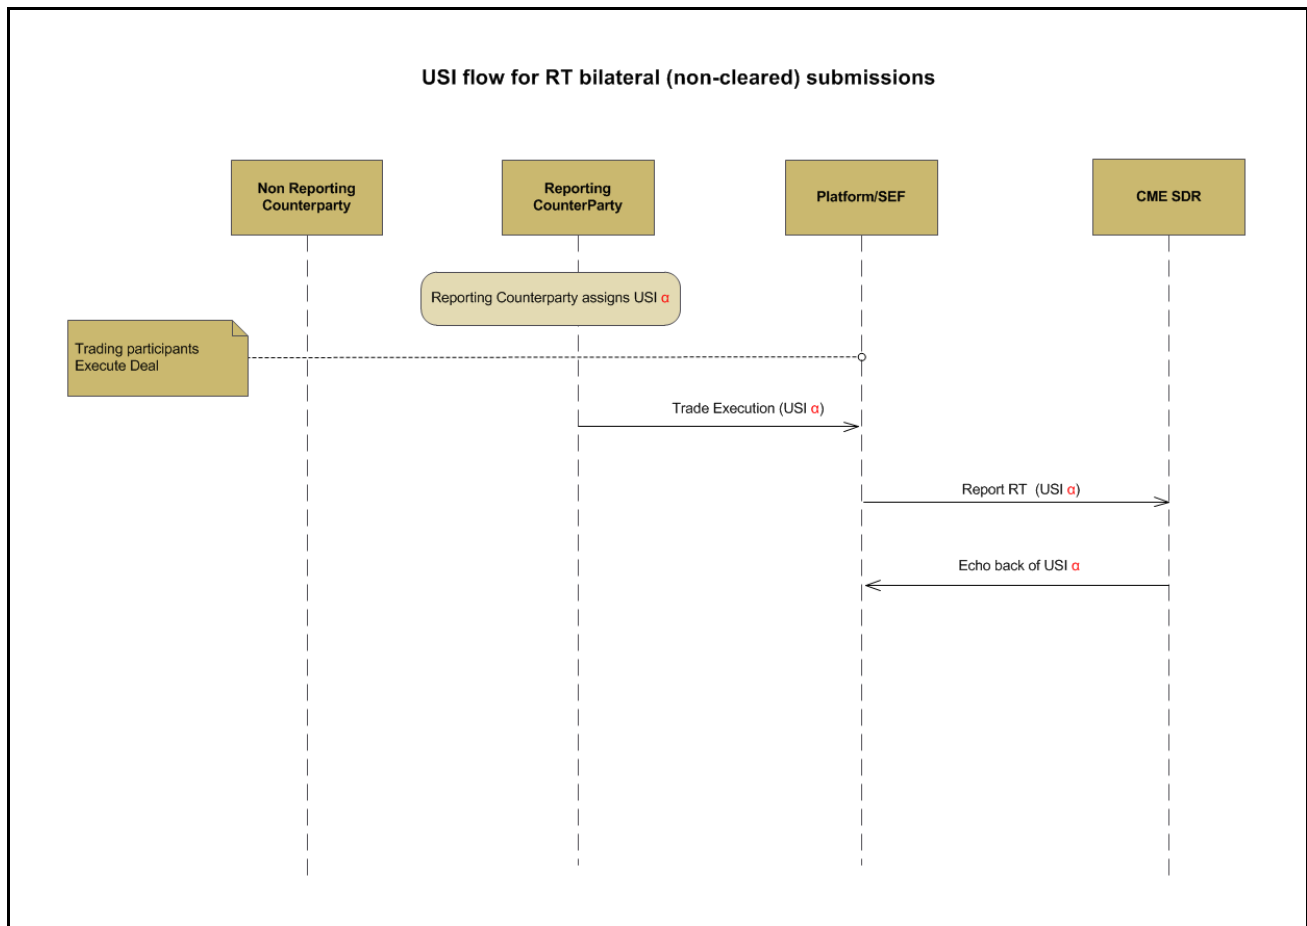 USI flow for RT bilateral (non-cleared) submissions
Non Reporting
Counterparty
Reporting
CounterParty
Platform/SEF
CME SDR
Reporting Counterparty assigns USI α
Trading participants
Execute Deal
Trade Execution (USI α)
Report RT (USI α)
Echo back of USI α